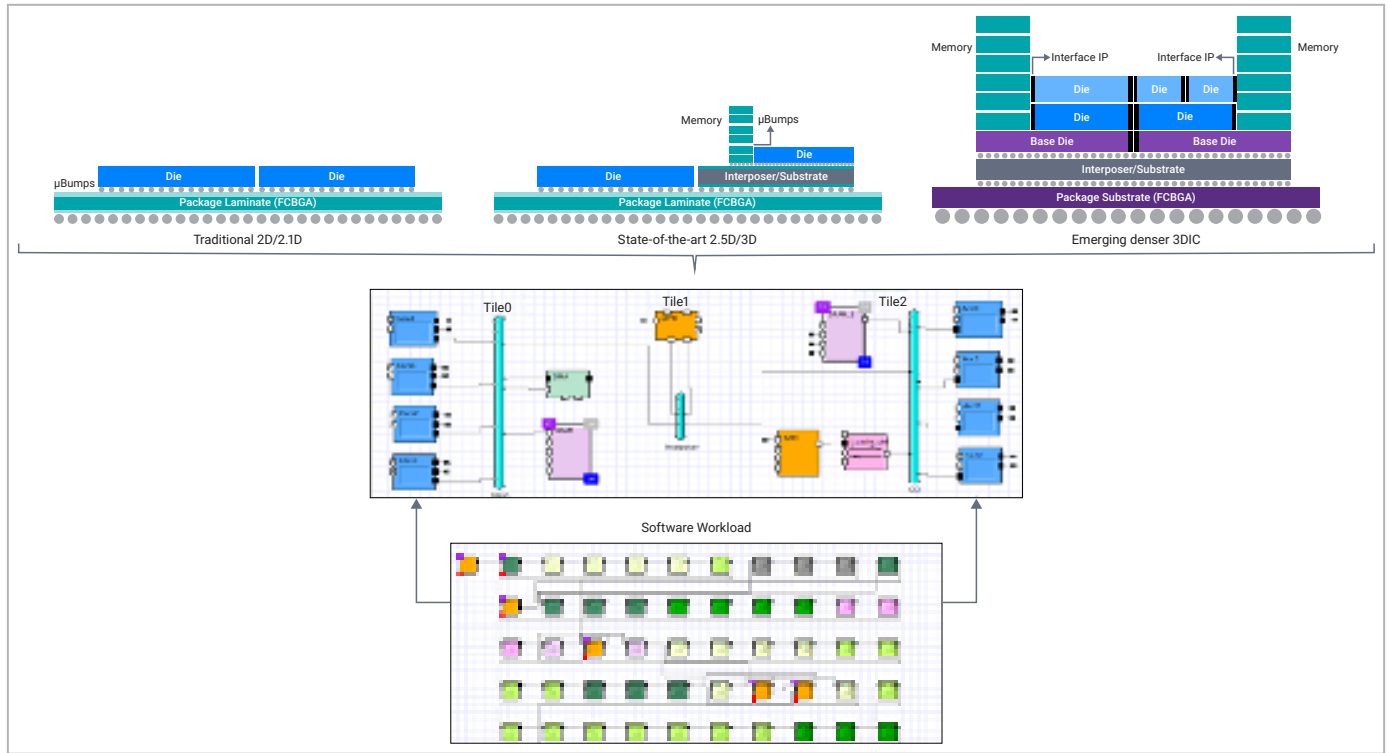 Memory
Interface IP
Interface IP
Memory
Die
Die
Die
Memory
µBumps
Die
Die
Die
Base Die
Base Die
µBumps
Die
Die
Die
Interposer/Substrate
Interposer/Substrate
Package Laminate (FCBGA)
Package Laminate (FCBGA)
Package Substrate (FCBGA)
Traditional 2D/2.1D
State-of-the-art 2.5D/3D
Emerging denser 3DIC
Tile0
Tile1
Tile2
Software Workload